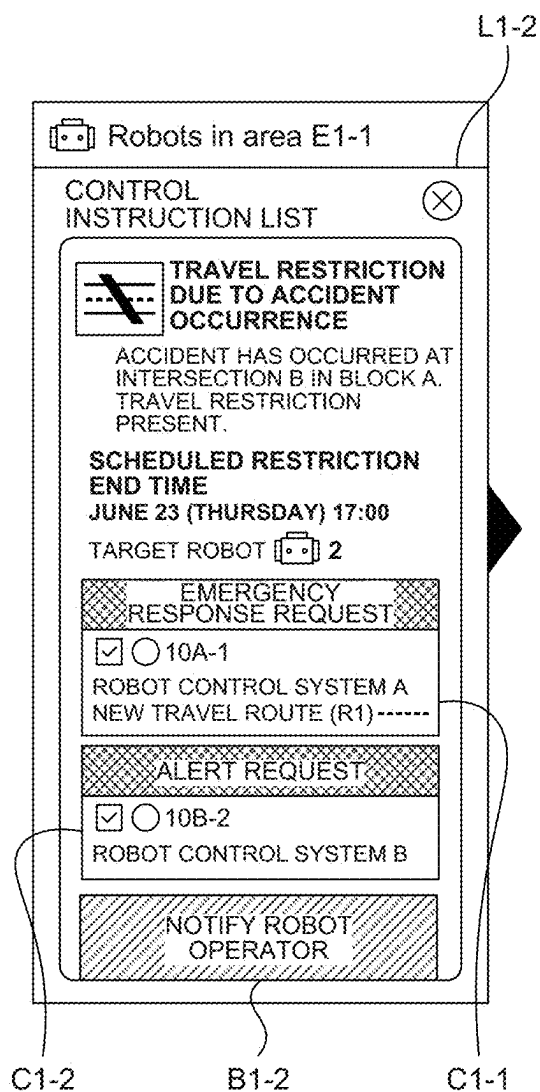 L1-2
Robots in area E1-1
CONTROL
INSTRUCTION LIST
TRAVEL RESTRICTION
DUE TO ACCIDENT
OCCURRENCE
ACCIDENT HAS OCCURRED AT
INTERSECTION B IN BLOCK A.
TRAVEL RESTRICTION
PRESENT.
SCHEDULED RESTRICTION
END TIME
JUNE 23 (THURSDAY) 17:00
TARGET ROBOT 2
EMERGENCY
RESPONSE REQUEST
10A-1
ROBOT CONTROL SYSTEM A
NEW TRAVEL ROUTE (R1) ------
ALERT REQUEST
10B-2
ROBOT CONTROL SYSTEM B
NOTIFY ROBOT
OPERATOR
C1-2 B1-2 C1-1